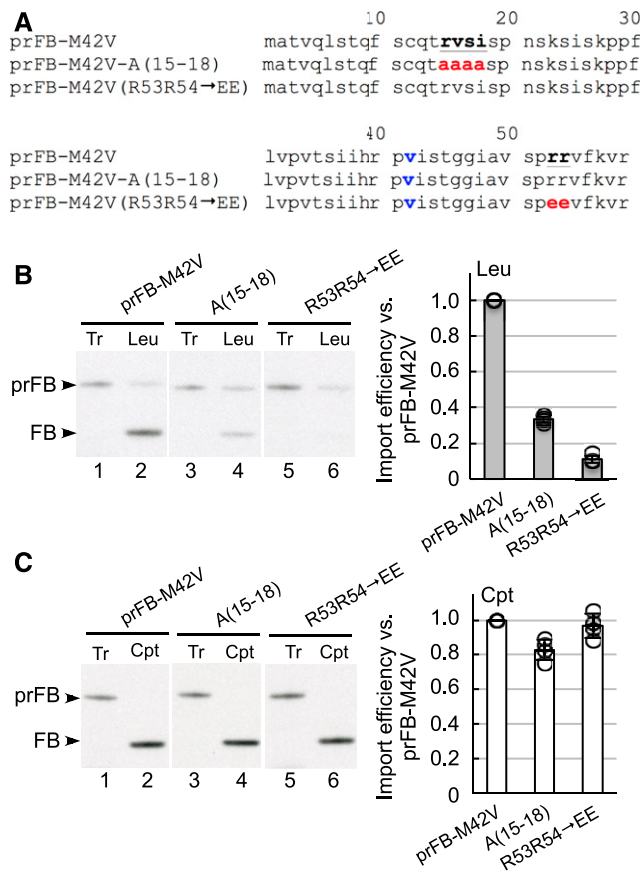 A
10 20 30
prFB-M42V matvqlstqf scqtrvsisp nsksiskppf
prFB-M42V-A(15-18) matvqlstqf scqtaaaasp nsksiskppf
prFB-M42V(R53R54→EE) matvqlstqf scqtrvsisp nsksiskppf
40 50
prFB-M42V lvpvtsiihr pvistggiav sprrvfkvr
prFB-M42V-A(15-18) lvpvtsiihr pvistggiav sprrvfkvr
prFB-M42V(R53R54→EE) lvpvtsiihr pvistggiav speevfkvr
B
prFB-M42V A(15-18) R53R54→EE
Tr Leu Tr Leu Tr Leu
prFB
FB
1 2 3 4 5 6
Leu
Import efficiency vs.
prFB-M42V
1.0
0.8
0.6
0.4
0.2
0
prFB-M42V
A(15-18)
R53R54→EE
C
prFB-M42V A(15-18) R53R54→EE
Tr Cpt Tr Cpt Tr Cpt
prFB
FB
1 2 3 4 5 6
Cpt
Import efficiency vs.
prFB-M42V
1.0
0.8
0.6
0.4
0.2
0
prFB-M42V
A(15-18)
R53R54→EE